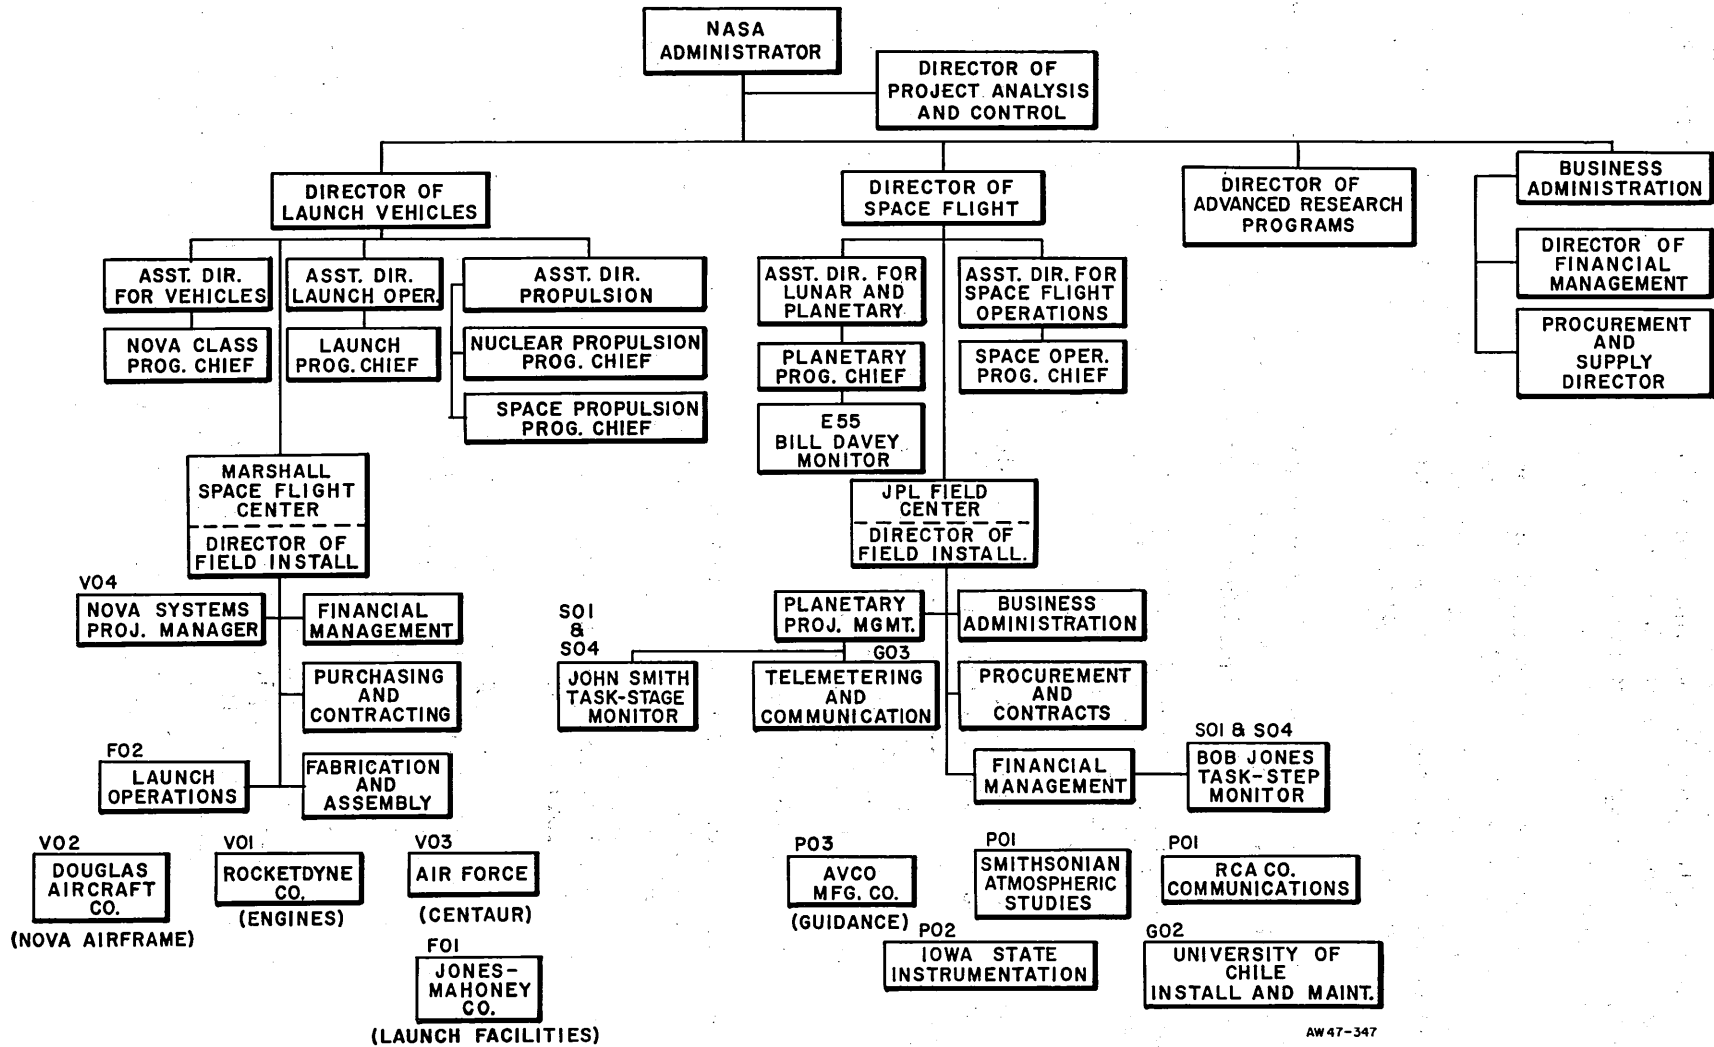 NASA
ADMINISTRATOR
DIRECTOR OF
PROJECT ANALYSIS
AND CONTROL
DIRECTOR OF
LAUNCH VEHICLES
DIRECTOR OF
SPACE FLIGHT
DIRECTOR OF
ADVANCED RESEARCH
PROGRAMS
BUSINESS
ADMINISTRATION
DIRECTOR OF
FINANCIAL
MANAGEMENT
PROCUREMENT
AND
SUPPLY
DIRECTOR
ASST. DIR.
FOR VEHICLES
NOVA CLASS
PROG. CHIEF
ASST. DIR.
LAUNCH OPER.
LAUNCH
PROG. CHIEF
ASST. DIR.
PROPULSION
NUCLEAR PROPULSION
PROG. CHIEF
SPACE PROPULSION
PROG. CHIEF
ASST. DIR. FOR
LUNAR AND
PLANETARY
PLANETARY
PROG. CHIEF
E55
BILL DAVEY
MONITOR
ASST. DIR. FOR
SPACE FLIGHT
OPERATIONS
SPACE OPER.
PROG. CHIEF
MARSHALL
SPACE FLIGHT
CENTER
DIRECTOR OF
FIELD INSTALL
JPL FIELD
CENTER
DIRECTOR OF
FIELD INSTALL.
V04
NOVA SYSTEMS
PROJ. MANAGER
FINANCIAL
MANAGEMENT
PURCHASING
AND
CONTRACTING
F02
LAUNCH
OPERATIONS
FABRICATION
AND
ASSEMBLY
PLANETARY
PROJ. MGMT.
BUSINESS
ADMINISTRATION
S01
&
S04
JOHN SMITH
TASK-STAGE
MONITOR
G03
TELEMETERING
AND
COMMUNICATION
PROCUREMENT
AND
CONTRACTS
FINANCIAL
MANAGEMENT
S01 & S04
BOB JONES
TASK-STEP
MONITOR
V02
DOUGLAS
AIRCRAFT
CO.
(NOVA AIRFRAME)
V01
ROCKETDYNE
CO.
(ENGINES)
V03
AIR FORCE
(CENTAUR)
F01
JONES-
MAHONEY
CO.
(LAUNCH FACILITIES)
P03
AVCO
MFG. CO.
(GUIDANCE)
P01
SMITHSONIAN
ATMOSPHERIC
STUDIES
P01
RCA CO.
COMMUNICATIONS
P02
IOWA STATE
INSTRUMENTATION
G02
UNIVERSITY OF
CHILE
INSTALL AND MAINT.
AW47-347